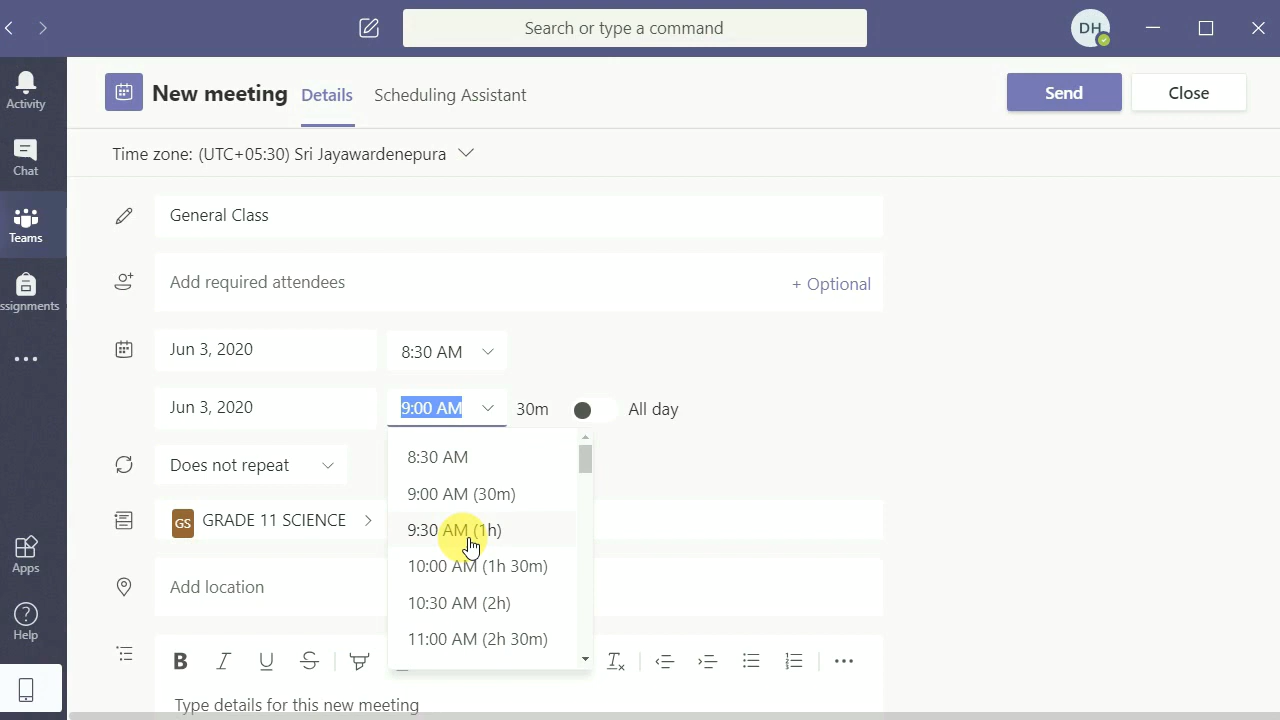 Search or type a command
DH
Activity
Chat
Teams
ssignments
Apps
Help
New meeting
Details
Scheduling Assistant
Send
Close
Time zone: (UTC+05:30) Sri Jayawardenepura
General Class
Add required attendees
+ Optional
Jun 3, 2020
8:30 AM
Jun 3, 2020
9:00 AM
30m
All day
8:30 AM
9:00 AM (30m)
9:30 AM (1h)
10:00 AM (1h 30m)
10:30 AM (2h)
11:00 AM (2h 30m)
Does not repeat
GS GRADE 11 SCIENCE
Add location
B I U S
Type details for this new meeting